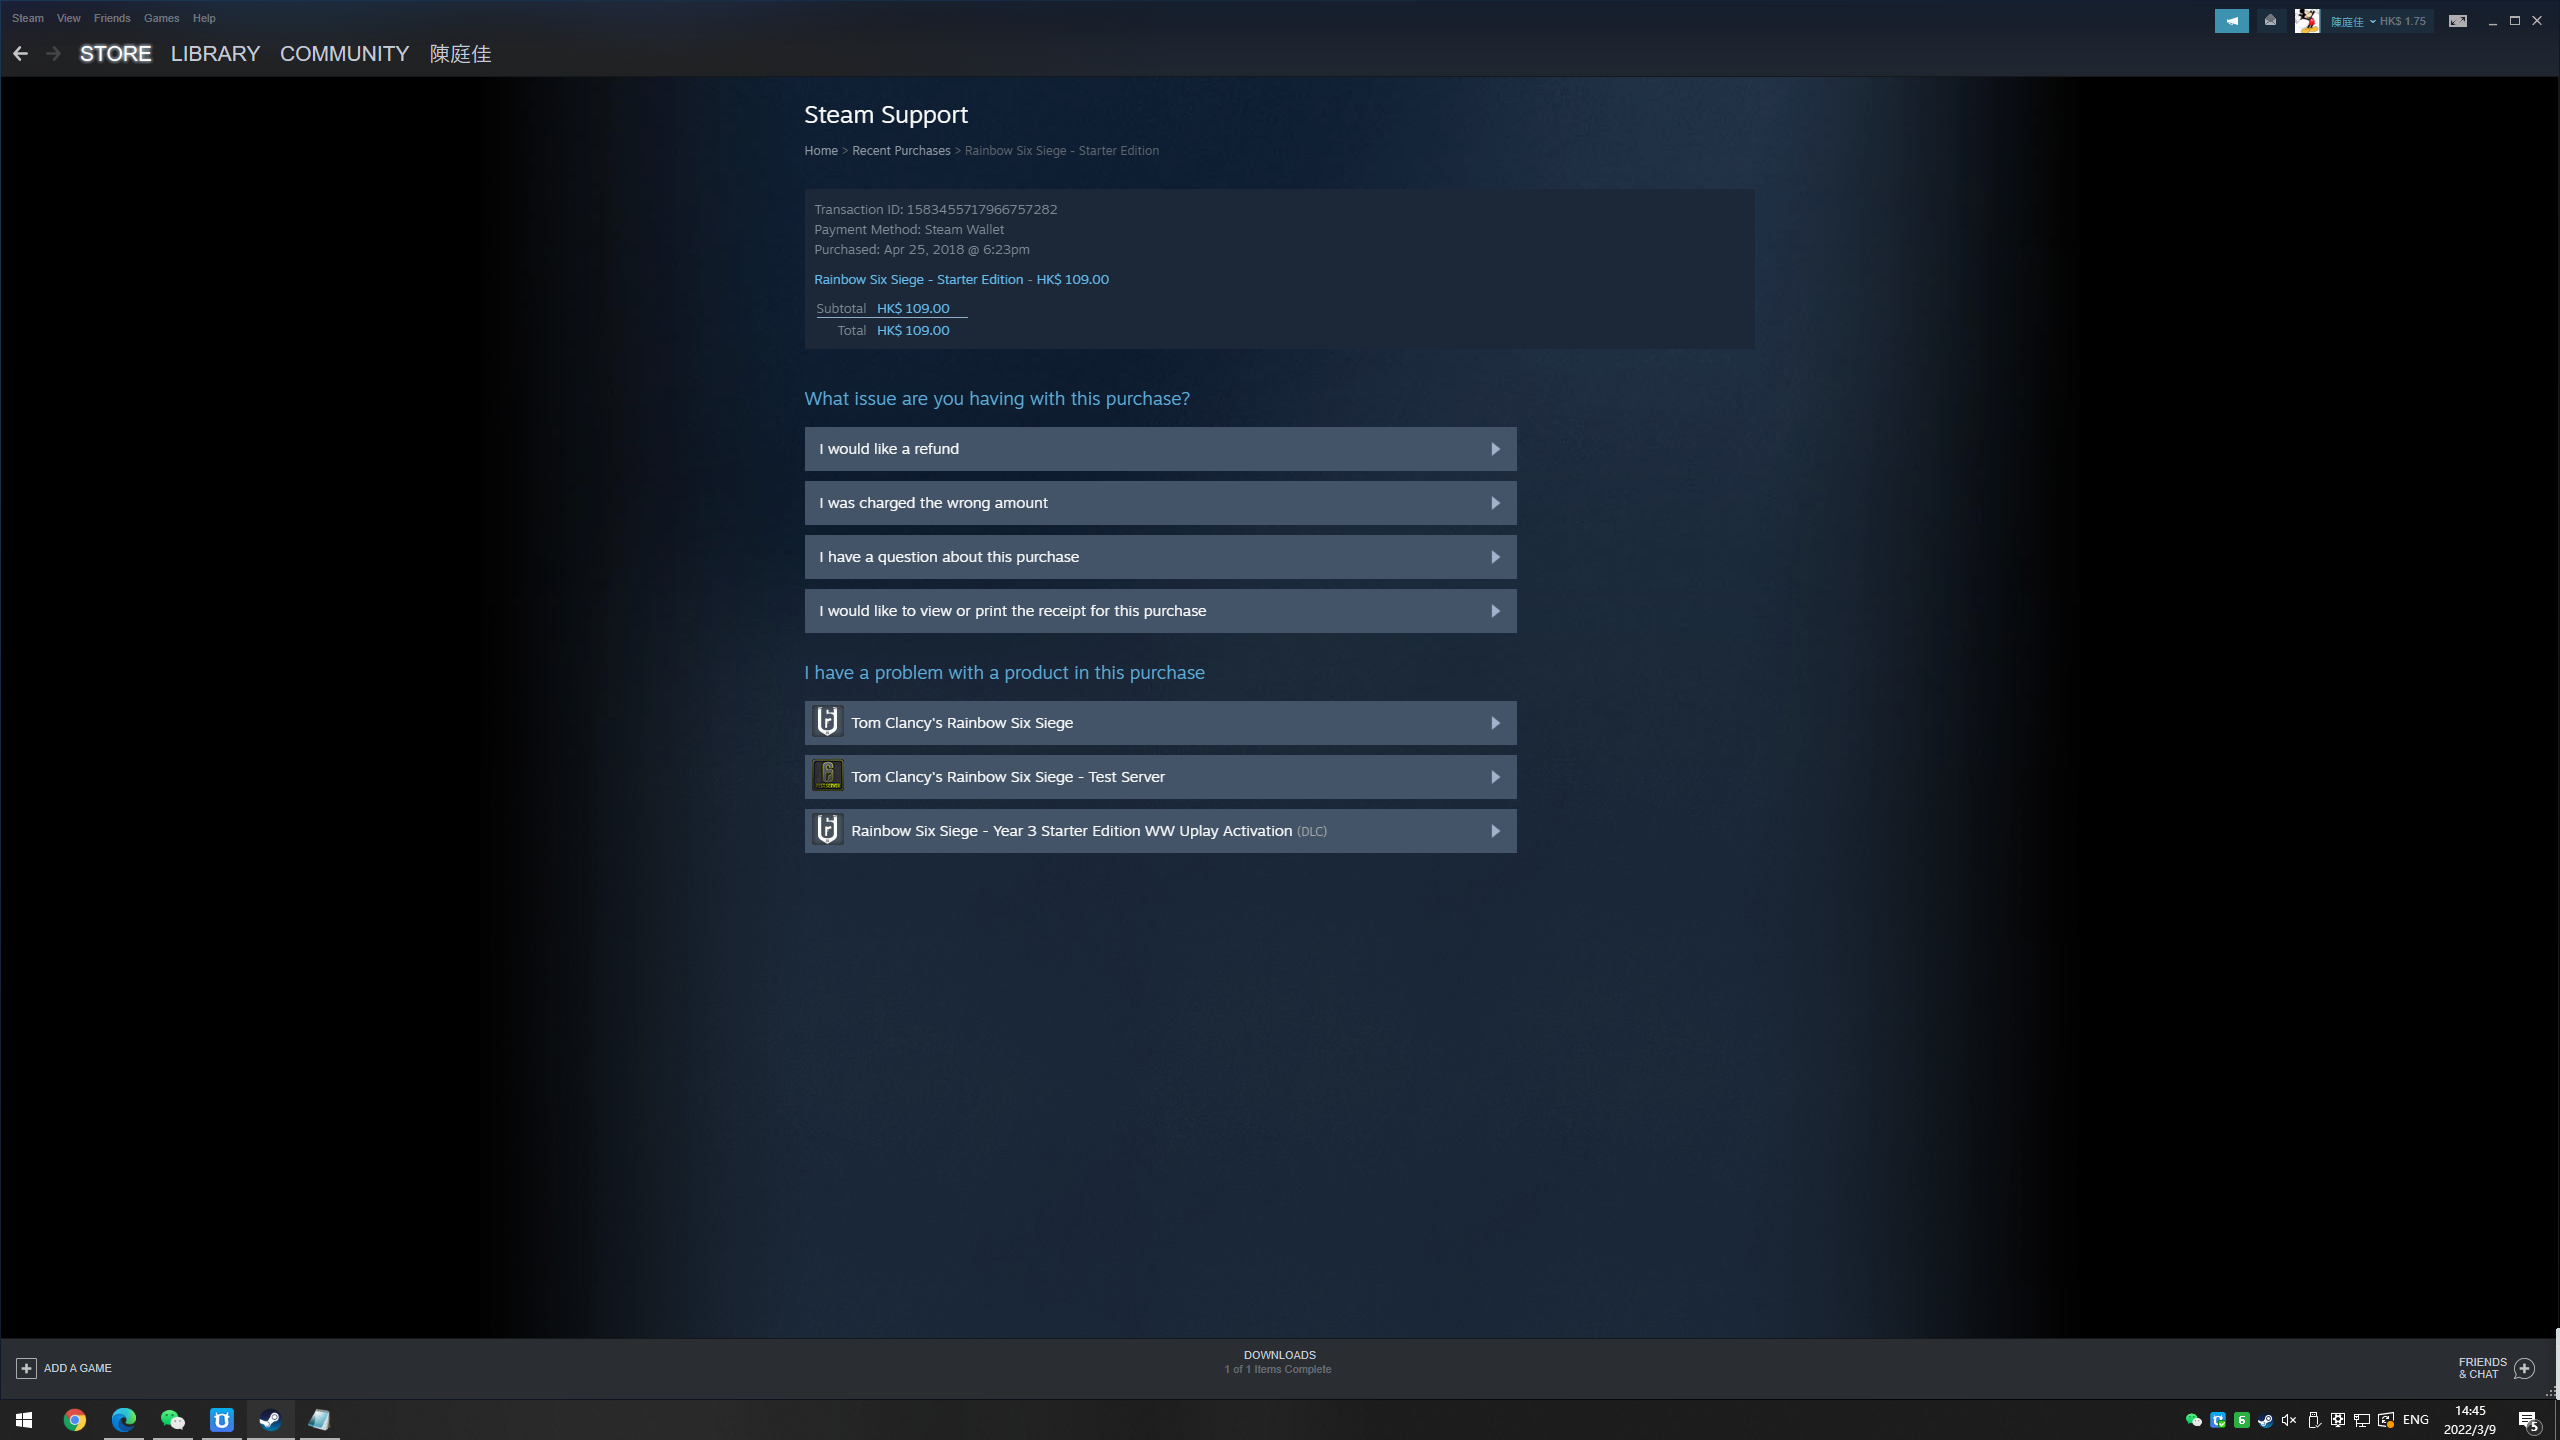 Steam View Friends Games Help
陳庭佳 HK$ 1.75
STORE LIBRARY COMMUNITY 陳庭佳
Steam Support
Home > Recent Purchases > Rainbow Six Siege - Starter Edition
Transaction ID: 1583455717966757282
Payment Method: Steam Wallet
Purchased: Apr 25, 2018 @ 6:23pm
Rainbow Six Siege - Starter Edition - HK$ 109.00
Subtotal HK$ 109.00
Total HK$ 109.00
What issue are you having with this purchase?
I would like a refund
I was charged the wrong amount
I have a question about this purchase
I would like to view or print the receipt for this purchase
I have a problem with a product in this purchase
Tom Clancy's Rainbow Six Siege
Tom Clancy's Rainbow Six Siege - Test Server
Rainbow Six Siege - Year 3 Starter Edition WW Uplay Activation (DLC)
ADD A GAME
DOWNLOADS
1 of 1 Items Complete
FRIENDS
& CHAT
ENG
14:45
2022/3/9
5